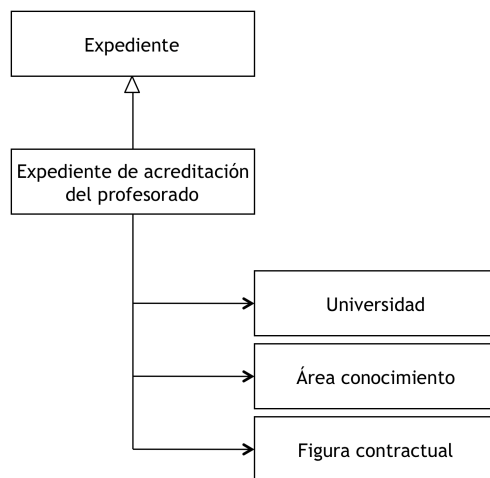 Expediente
Expediente de acreditación
del profesorado
Universidad
Área conocimiento
Figura contractual